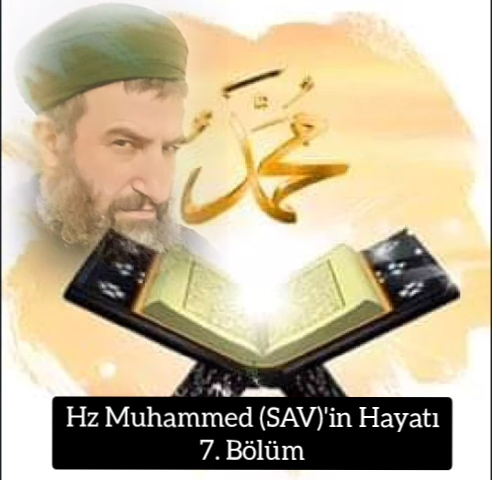 محمد
Hz Muhammed (SAV)'in Hayatı
7. Bölüm